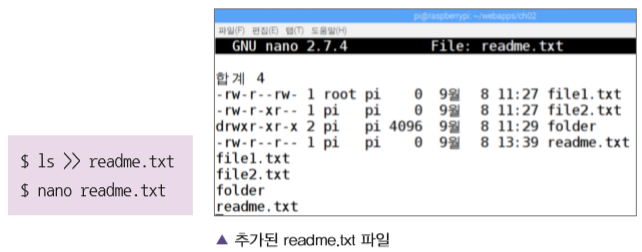 $ ls >> readme.txt
$ nano readme.txt
pi@raspberrypi: ~/webapps/ch02
파일(F) 편집(E) 탭(T) 도움말(H)
GNU nano 2.7.4 File: readme.txt
합계 4
-rw-r--rw- 1 root pi 0 9월 8 11:27 file1.txt
-rw-r-xr-- 1 pi pi 0 9월 8 11:27 file2.txt
drwxr-xr-x 2 pi pi 4096 9월 8 11:29 folder
-rw-r--r-- 1 pi pi 0 9월 8 13:39 readme.txt
file1.txt
file2.txt
folder
readme.txt
▲ 추가된 readme.txt 파일